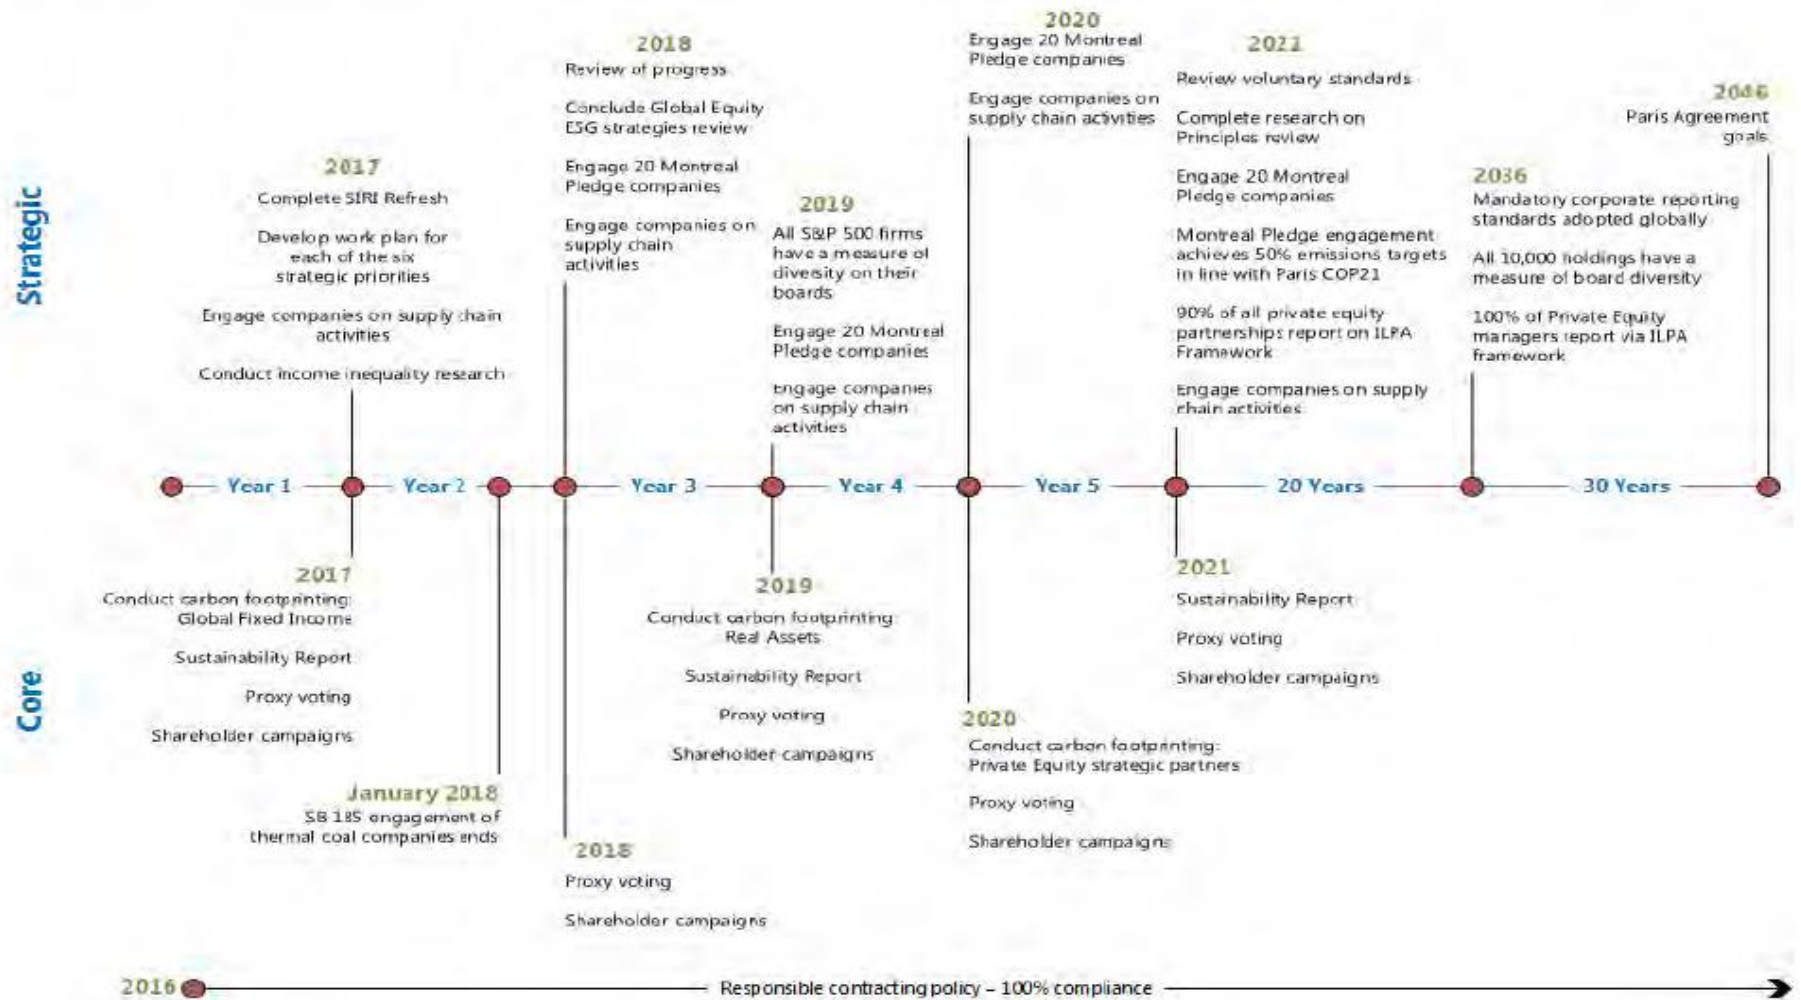 Strategic
2017
Complete SIRI Refresh
Develop work plan for
each of the six
strategic priorities
Engage companies on supply chain
activities
Conduct income inequality research
2018
Review of progress
Conclude Global Equity
ESG strategies review
Engage 20 Montreal
Pledge companies
Engage companies on
supply chain
activities
2019
All S&P 500 firms
have a measure of
diversity on their
boards
Engage 20 Montreal
Pledge companies
Engage companies
on supply chain
activities
2020
Engage 20 Montreal
Pledge companies
Engage companies on
supply chain activities
Review voluntary standards
Complete research on
Principles review
Engage 20 Montreal
Pledge companies
Montreal Pledge engagement
achieves 50% emissions targets
in line with Paris COP21
90% of all private equity
partnerships report on ILPA
Framework
Engage companies on supply
chain activities
2036
Mandatory corporate reporting
standards adopted globally
All 10,000 holdings have a
measure of board diversity
100% of Private Equity
managers report via ILPA
framework
2046
Paris Agreement
goals
Year 1
Year 2
Year 3
Year 4
Year 5
20 Years
30 Years
Core
2017
Conduct carbon footprinting:
Global Fixed Income
Sustainability Report
Proxy voting
Shareholder campaigns
January 2018
SB 185 engagement of
thermal coal companies ends
2018
Proxy voting
Shareholder campaigns
2019
Conduct carbon footprinting:
Real Assets
Sustainability Report
Proxy voting
Shareholder campaigns
2020
Conduct carbon footprinting:
Private Equity strategic partners
Proxy voting
Shareholder campaigns
2021
Sustainability Report
Proxy voting
Shareholder campaigns
2016
Responsible contracting policy – 100% compliance